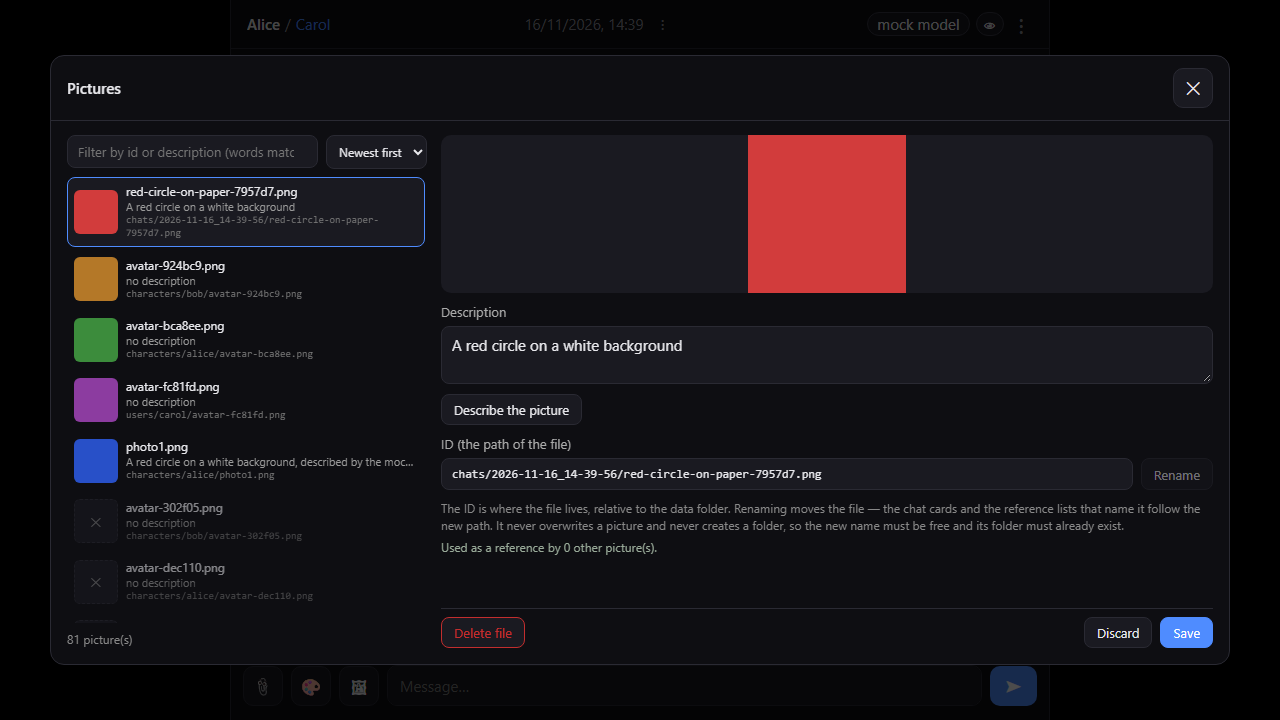 Alice / Carol
16/11/2026, 14:39
mock model
Pictures
Filter by id or description (words matc
Newest first
red-circle-on-paper-7957d7.png
A red circle on a white background
chats/2026-11-16_14-39-56/red-circle-on-paper-
7957d7.png
avatar-924bc9.png
no description
characters/bob/avatar-924bc9.png
avatar-bca8ee.png
no description
characters/alice/avatar-bca8ee.png
avatar-fc81fd.png
no description
users/carol/avatar-fc81fd.png
photo1.png
A red circle on a white background, described by the moc...
characters/alice/photo1.png
avatar-302f05.png
no description
characters/bob/avatar-302f05.png
avatar-dec110.png
no description
characters/alice/avatar-dec110.png
81 picture(s)
Description
A red circle on a white background
Describe the picture
ID (the path of the file)
chats/2026-11-16_14-39-56/red-circle-on-paper-7957d7.png
Rename
The ID is where the file lives, relative to the data folder. Renaming moves the file — the chat cards and the reference lists that name it follow the
new path. It never overwrites a picture and never creates a folder, so the new name must be free and its folder must already exist.
Used as a reference by 0 other picture(s).
Delete file
Discard
Save
Message...